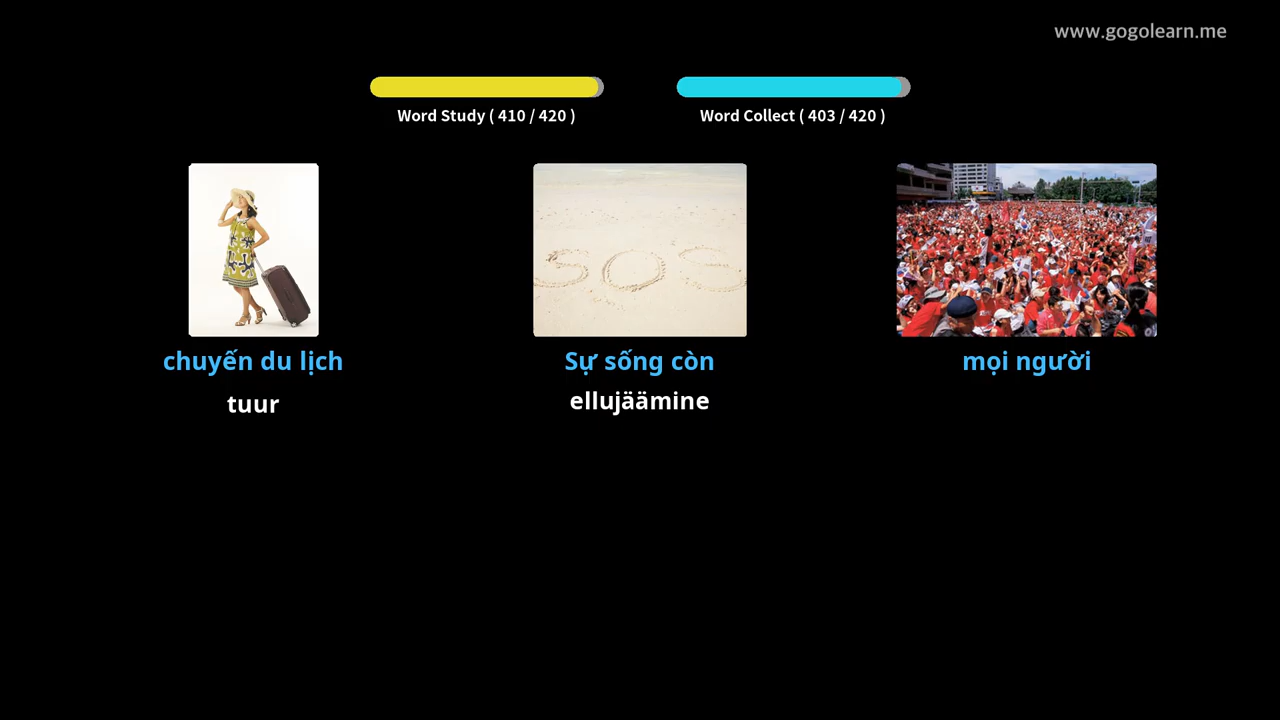 www.gogolearn.me
Word Study ( 410 / 420 )
Word Collect ( 403 / 420 )
SOS
chuyến du lịch
Sự sống còn
mọi người
tuur
ellujäämine